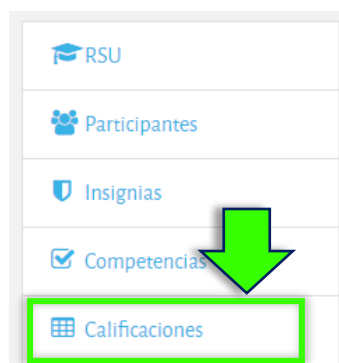 RSU
Participantes
Insignias
Competencias
Calificaciones